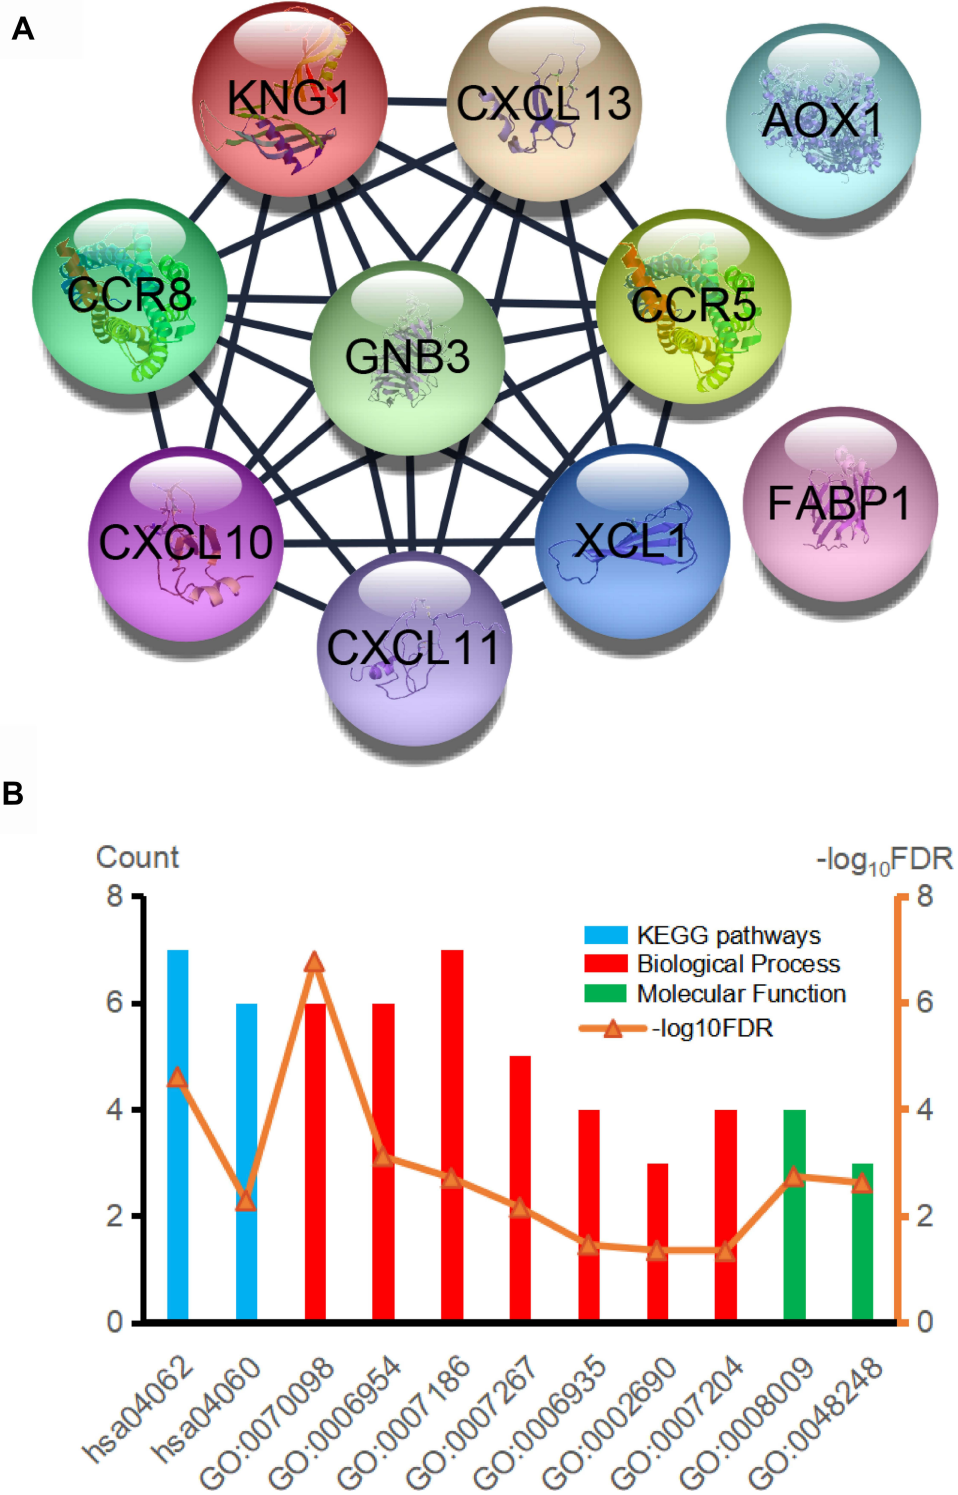 A
KNG1
CXCL13
AOX1
CCR8
CCR5
GNB3
FABP1
CXCL10
XCL1
CXCL11
B
Count
-log10FDR
8
8
KEGG pathways
Biological Process
Molecular Function
-log10FDR
6
6
4
4
2
2
0
0
hsa04062
hsa04060
GO:0070098
GO:0006954
GO:0007186
GO:0007267
GO:0006935
GO:0002690
GO:0007204
GO:0008009
GO:0048248